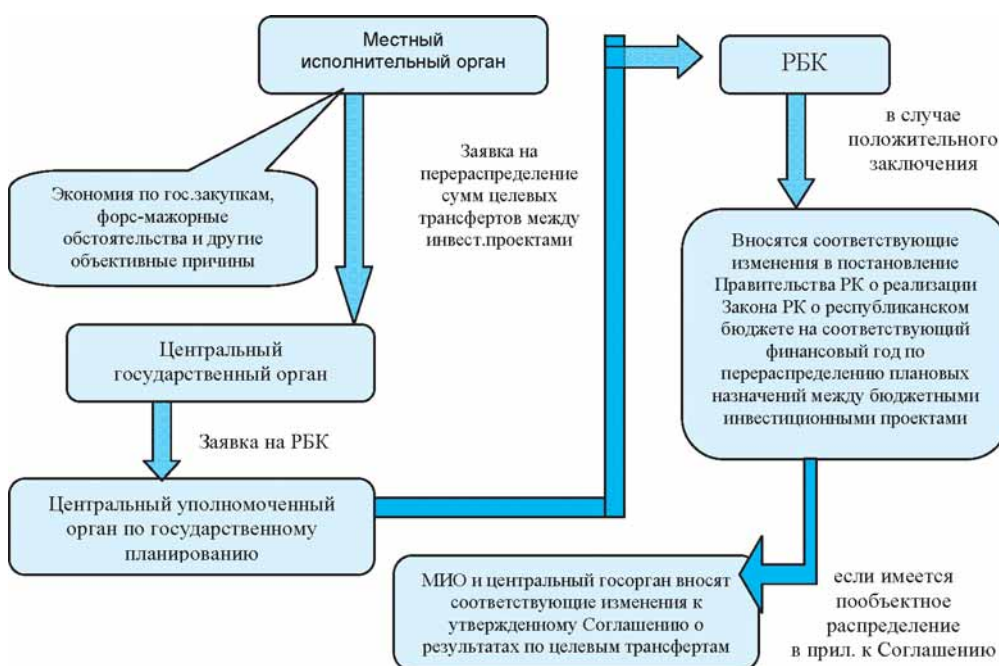 Местный
исполнительный орган
Экономия по гос.закупкам,
форс-мажорные
обстоятельства и другие
объективные причины
Заявка на
перераспределение
сумм целевых
трансфертов между
инвест.проектами
Центрального
государственный орган
Заявка на РБК
Центральный уполномоченный
орган по государственному
планированию
РБК
в случае
положительного
заключения
Вносятся соответствующие
изменения в постановление
Правительства РК о реализации
Закона РК о республиканском
бюджете на соответствующий
финансовый год по
перераспределению плановых
назначений между бюджетными
инвестиционными проектами
МИО и центральный госорган вносят
соответствующие изменения к
утвержденному Соглашению о
результатах по целевым трансфертам
если имеется
пообъектное
распределение
в прил. к Соглашению